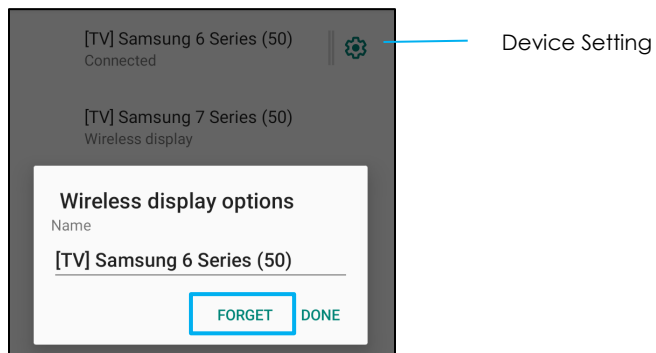 [TV] Samsung 6 Series (50)
Connected
Device Setting
[TV] Samsung 7 Series (50)
Wireless display
Wireless display options
Name
[TV] Samsung 6 Series (50)
FORGET DONE